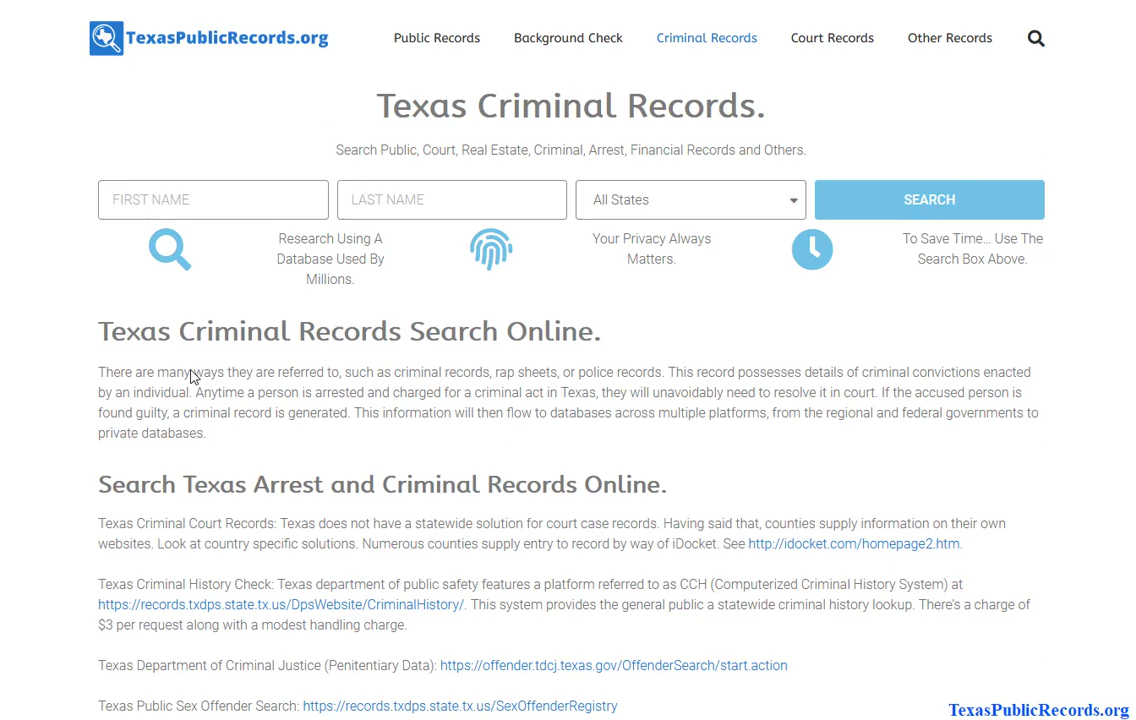 TexasPublicRecords.org
Public Records
Background Check
Criminal Records
Court Records
Other Records
Texas Criminal Records.
Search Public, Court, Real Estate, Criminal, Arrest, Financial Records and Others.
FIRST NAME
LAST NAME
All States
SEARCH
Research Using A
Database Used By
Millions.
Your Privacy Always
Matters.
To Save Time... Use The
Search Box Above.
Texas Criminal Records Search Online.
There are many ways they are referred to, such as criminal records, rap sheets, or police records. This record possesses details of criminal convictions enacted
by an individual. Anytime a person is arrested and charged for a criminal act in Texas, they will unavoidably need to resolve it in court. If the accused person is
found guilty, a criminal record is generated. This information will then flow to databases across multiple platforms, from the regional and federal governments to
private databases.
Search Texas Arrest and Criminal Records Online.
Texas Criminal Court Records: Texas does not have a statewide solution for court case records. Having said that, counties supply information on their own
websites. Look at country specific solutions. Numerous counties supply entry to record by way of iDocket. See http://idocket.com/homepage2.htm.
Texas Criminal History Check: Texas department of public safety features a platform referred to as CCH (Computerized Criminal History System) at
https://records.txdps.state.tx.us/DpsWebsite/CriminalHistory/. This system provides the general public a statewide criminal history lookup. There's a charge of
$3 per request along with a modest handling charge.
Texas Department of Criminal Justice (Penitentiary Data): https://offender.tdcj.texas.gov/OffenderSearch/start.action
Texas Public Sex Offender Search: https://records.txdps.state.tx.us/SexOffenderRegistry
TexasPublicRecords.org